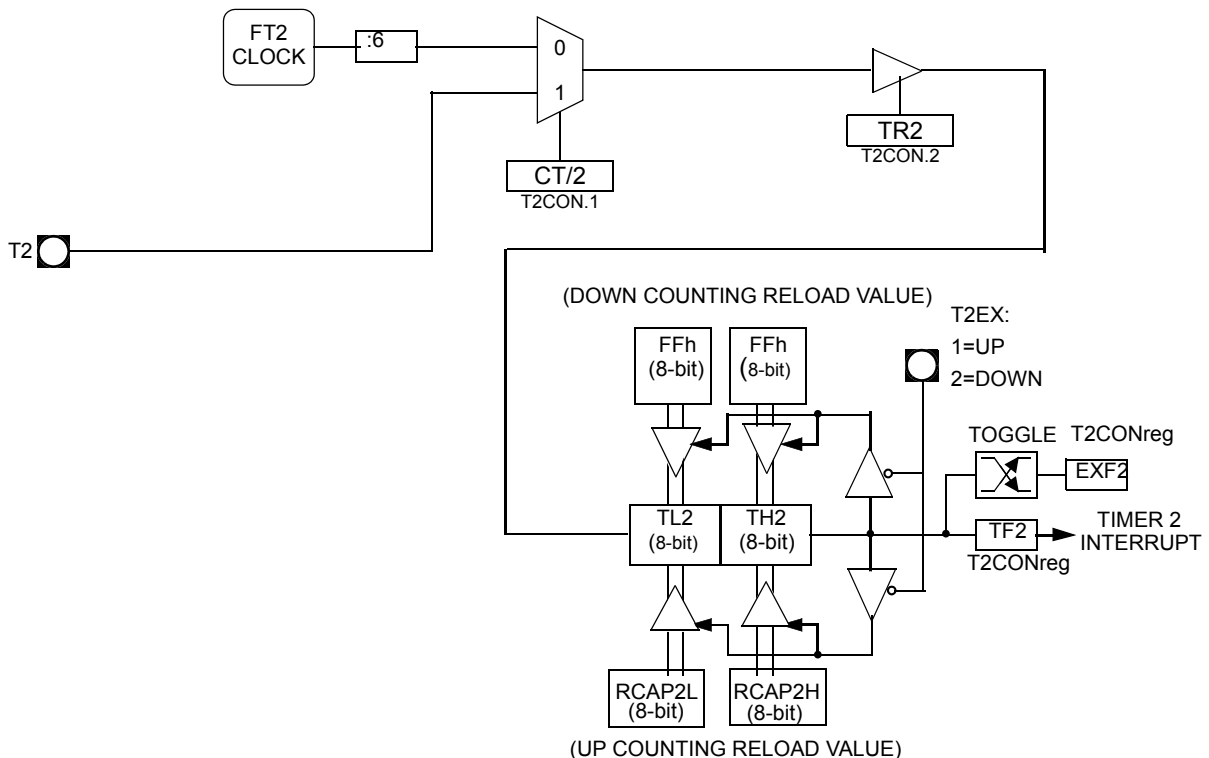 FT2
CLOCK
:6
0
1
TR2
T2CON.2
CT/2
T2CON.1
T2
(DOWN COUNTING RELOAD VALUE)
T2EX:
1=UP
2=DOWN
FFh
(8-bit)
FFh
(8-bit)
TOGGLE
T2CONreg
EXF2
TL2
(8-bit)
TH2
(8-bit)
TF2
T2CONreg
TIMER 2
INTERRUPT
RCAP2L
(8-bit)
RCAP2H
(8-bit)
(UP COUNTING RELOAD VALUE)